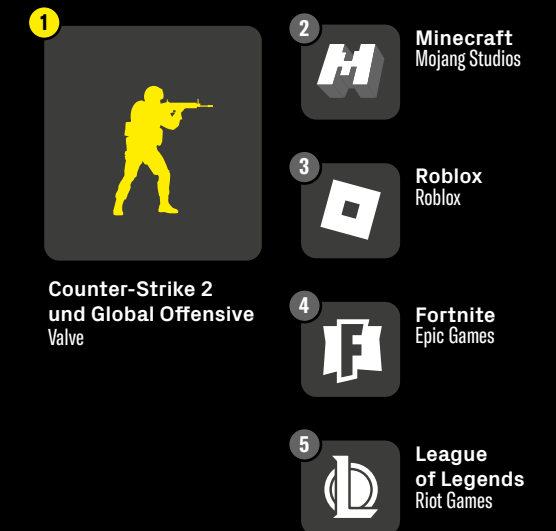 1
Counter-Strike 2
und Global Offensive
Valve
2
Minecraft
Mojang Studios
3
Roblox
Roblox
4
Fortnite
Epic Games
5
League
of Legends
Riot Games